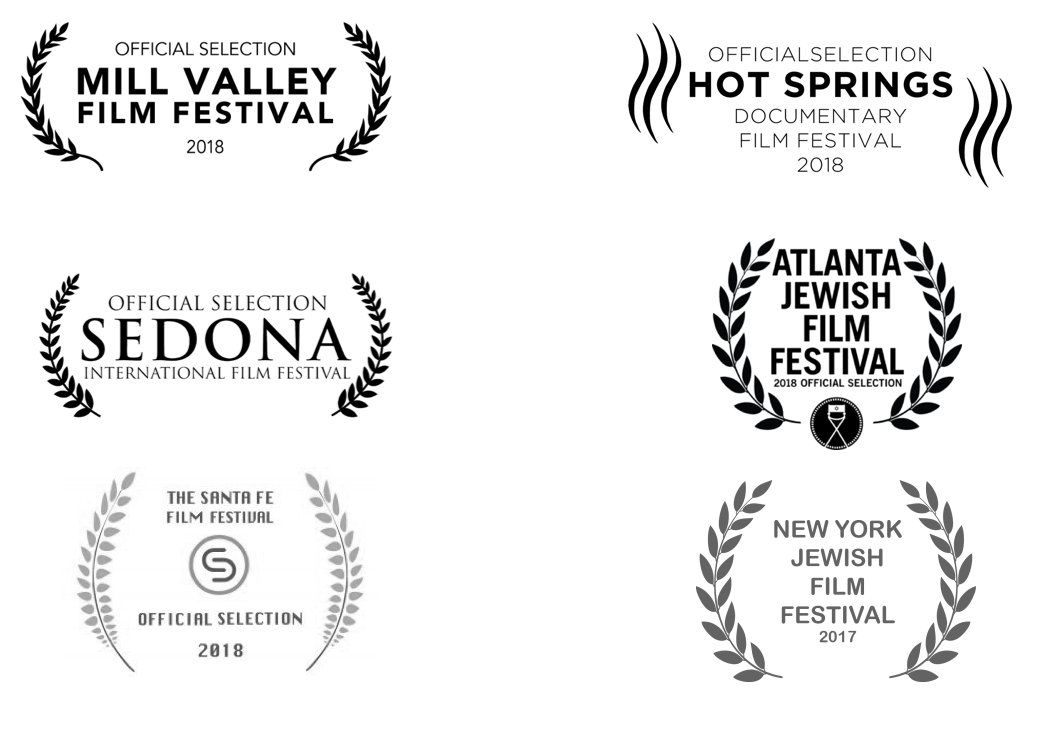 OFFICIAL SELECTION
MILL VALLEY
FILM FESTIVAL
2018
OFFICIALSELECTION
HOT SPRINGS
DOCUMENTARY
FILM FESTIVAL
2018
OFFICIAL SELECTION
SEDONA
INTERNATIONAL FILM FESTIVAL
ATLANTA
JEWISH
FILM
FESTIVAL
2018 OFFICIAL SELECTION
THE SANTA FE
FILM FESTIVAL
OFFICIAL SELECTION
2018
NEW YORK
JEWISH
FILM
FESTIVAL
2017